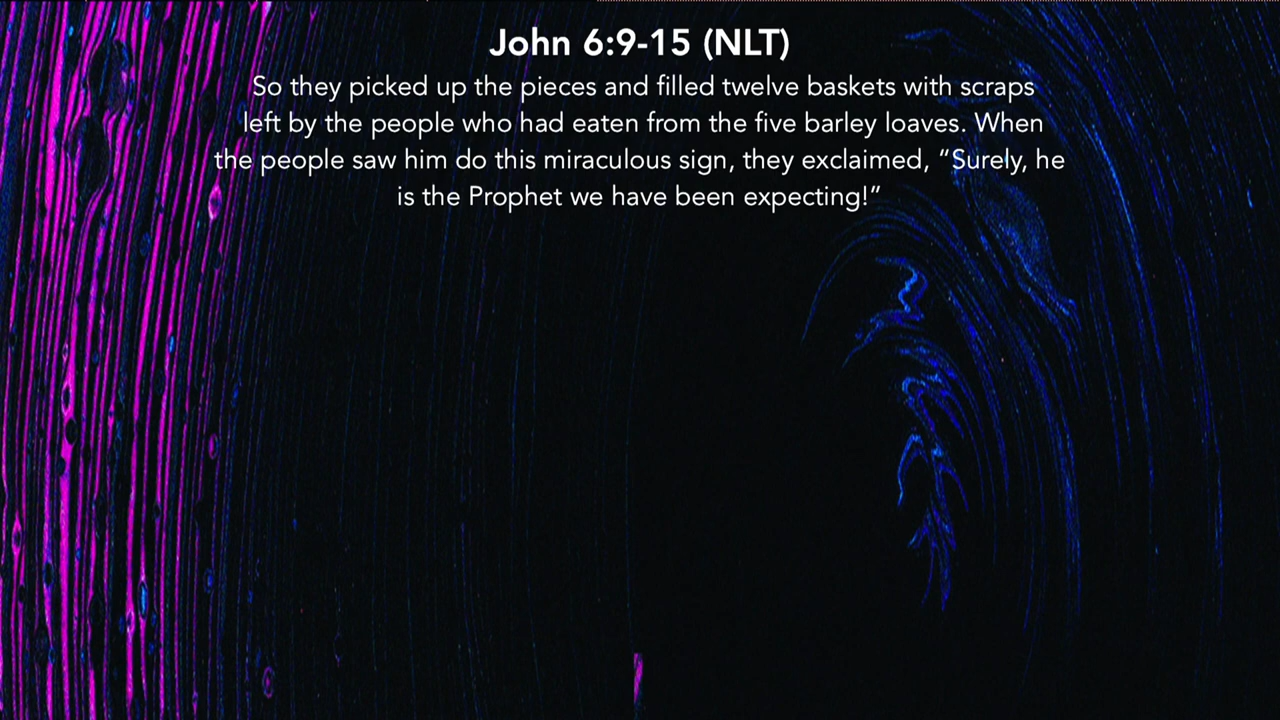 John 6:9-15 (NLT)
So they picked up the pieces and filled twelve baskets with scraps
left by the people who had eaten from the five barley loaves. When
the people saw him do this miraculous sign, they exclaimed, “Surely, he
is the Prophet we have been expecting!”